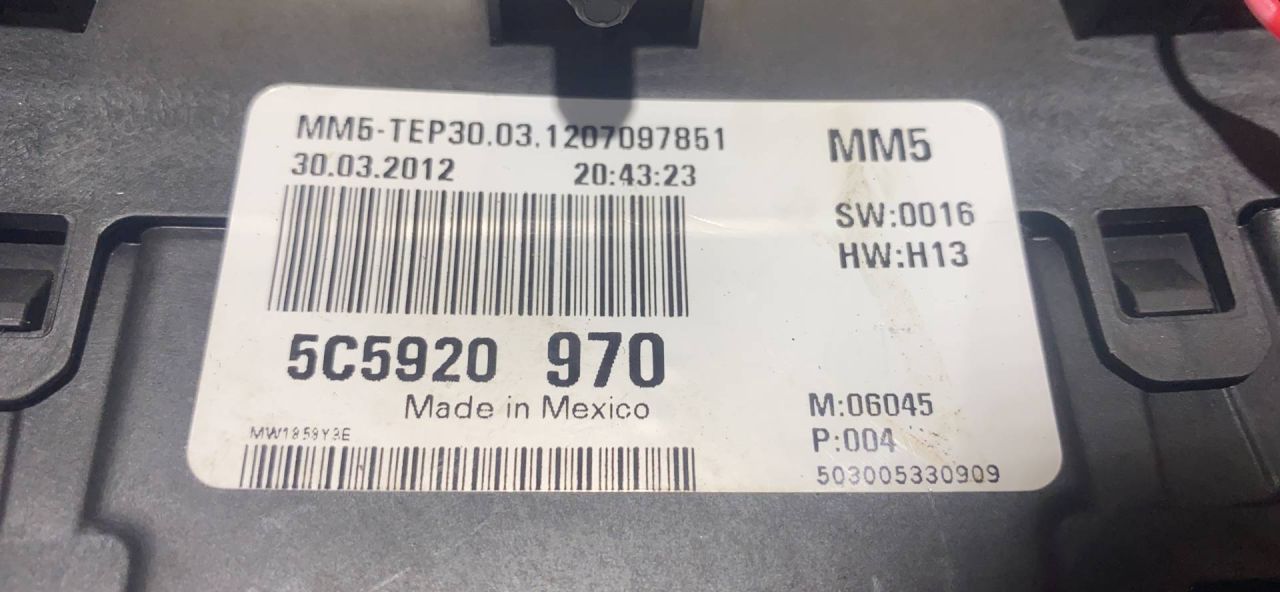 MM5-TEP30.03.1207097851
30.03.2012 20:43:23
MM5
SW:0016
HW:H13
5C5920 970
Made in Mexico
M:06045
P:004
503005330909